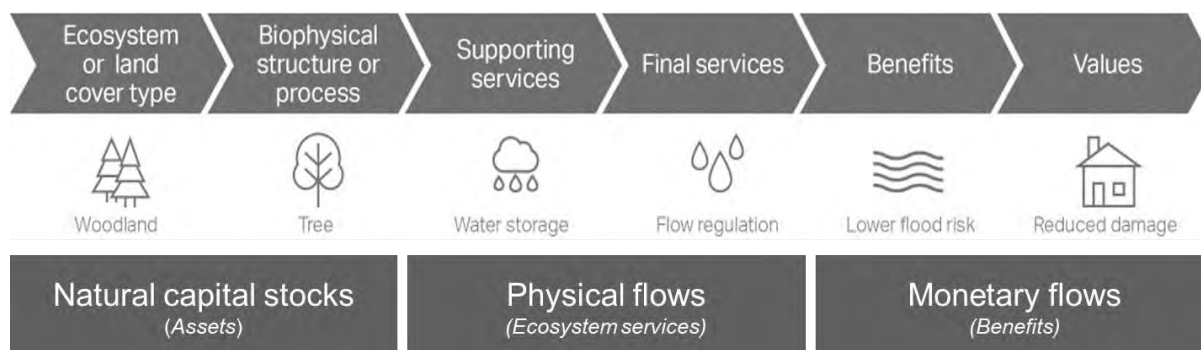 Ecosystem
or land
cover type
Biophysical
structure or
process
Supporting
services
Final services
Benefits
Values
Woodland
Tree
Water storage
Flow regulation
Lower flood risk
Reduced damage
Natural capital stocks
(Assets)
Physical flows
(Ecosystem services)
Monetary flows
(Benefits)